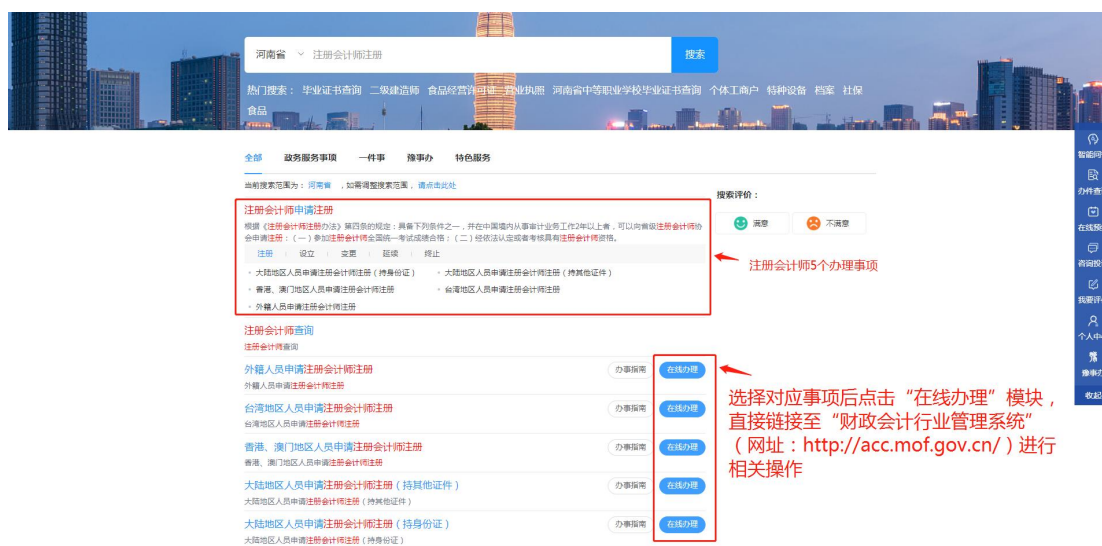 河南省 注册会计师注册 搜索
热门搜索： 毕业证书查询 二级建造师 食品经营许可证 营业执照 河南省中等职业学校毕业证书查询 个体工商户 特种设备 档案 社保
食品
全部 政务服务事项 一件事 豫事办 特色服务
当前搜索范围为： 河南省 ，如需调整搜索范围， 请点击此处
搜索评价：
满意 不满意
注册会计师申请注册
根据《注册会计师注册办法》第四条的规定：具备下列条件之一，并在中国境内从事审计业务工作2年以上者，可以向省级注册会计师协
会申请注册：（一）参加注册会计师全国统一考试成绩合格；（二）经依法认定或者考核具有注册会计师资格。
注册 设立 变更 延续 终止
大陆地区人员申请注册会计师注册（持身份证） 大陆地区人员申请注册会计师注册（持其他证件）
香港、澳门地区人员申请注册会计师注册 台湾地区人员申请注册会计师注册
外籍人员申请注册会计师注册
注册会计师5个办理事项
注册会计师查询
注册会计师查询
外籍人员申请注册会计师注册 办事指南 在线办理
外籍人员申请注册会计师注册
台湾地区人员申请注册会计师注册 办事指南 在线办理
台湾地区人员申请注册会计师注册
香港、澳门地区人员申请注册会计师注册 办事指南 在线办理
香港、澳门地区人员申请注册会计师注册
大陆地区人员申请注册会计师注册（持其他证件） 办事指南 在线办理
大陆地区人员申请注册会计师注册（持其他证件）
大陆地区人员申请注册会计师注册（持身份证） 办事指南 在线办理
大陆地区人员申请注册会计师注册（持身份证）
选择对应事项后点击“在线办理”模块，
直接链接至“财政会计行业管理系统”
（网址：http://acc.mof.gov.cn/）进行
相关操作
智能问
办件查
在线预
咨询投
我要评
个人中
豫事办
收起